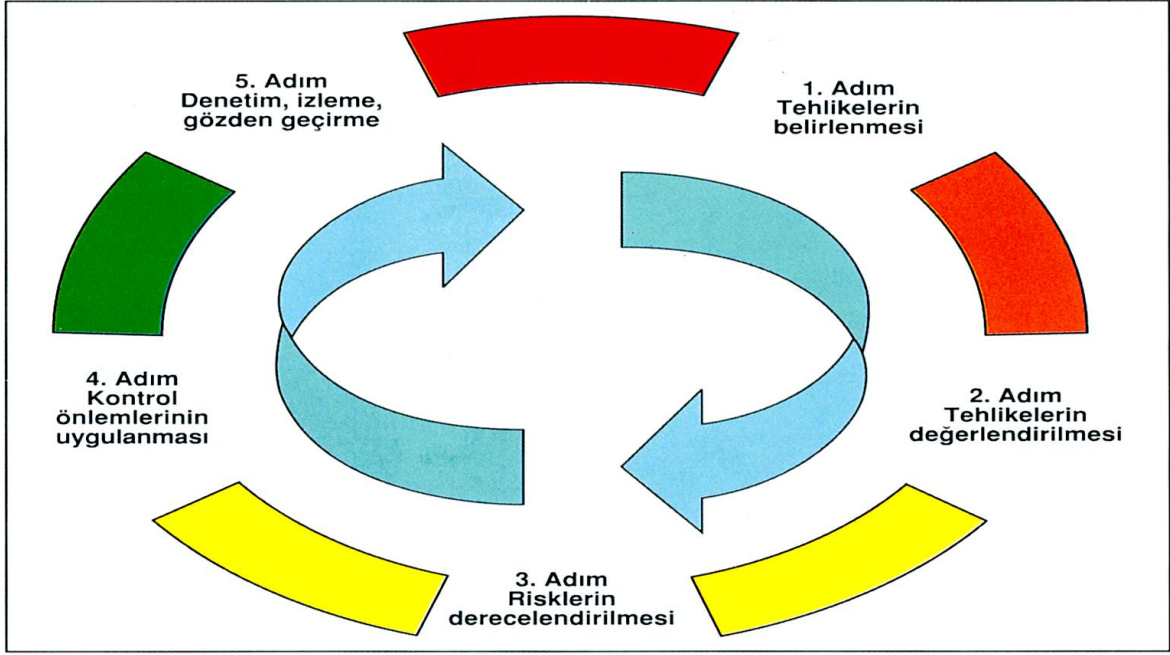 1. Adım
Tehlikelerin
belirlenmesi
2. Adım
Tehlikelerin
değerlendirilmesi
3. Adım
Risklerin
derecelendirilmesi
4. Adım
Kontrol
önlemlerinin
uygulanması
5. Adım
Denetim, izleme,
gözden geçirme